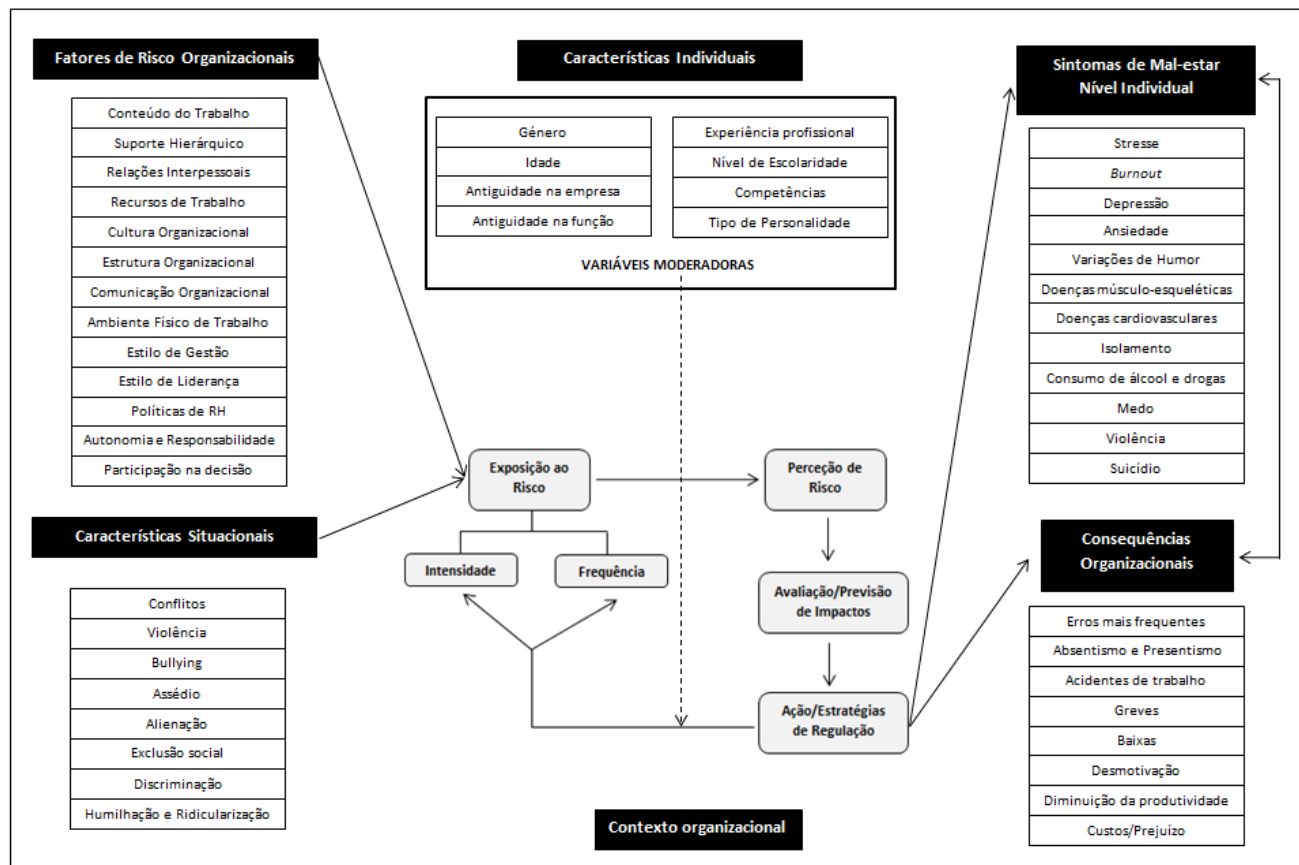 Fatores de Risco Organizacionais
Conteúdo do Trabalho
Suporte Hierárquico
Relações Interpessoais
Recursos de Trabalho
Cultura Organizacional
Estrutura Organizacional
Comunicação Organizacional
Ambiente Físico de Trabalho
Estilo de Gestão
Estilo de Liderança
Políticas de RH
Autonomia e Responsabilidade
Participação na decisão
Características Situacionais
Conflitos
Violência
Bullying
Assédio
Alienação
Exclusão social
Discriminação
Humilhação e Ridicularização
Características Individuais
Género
Idade
Antiguidade na empresa
Antiguidade na função
Experiência profissional
Nível de Escolaridade
Competências
Tipo de Personalidade
VARIÁVEIS MODERADORAS
Exposição ao
Risco
Intensidade
Frequência
Perceção de
Risco
Avaliação/Previsão
de Impactos
Ação/Estratégias
de Regulação
Contexto organizacional
Sintomas de Mal-estar
Nível Individual
Stresse
Burnout
Depressão
Ansiedade
Variações de Humor
Doenças músculo-esqueléticas
Doenças cardiovasculares
Isolamento
Consumo de álcool e drogas
Medo
Violência
Suicídio
Consequências
Organizacionais
Erros mais frequentes
Absentismo e Presentismo
Acidentes de trabalho
Greves
Baixas
Desmotivação
Diminuição da produtividade
Custos/Prejuízo